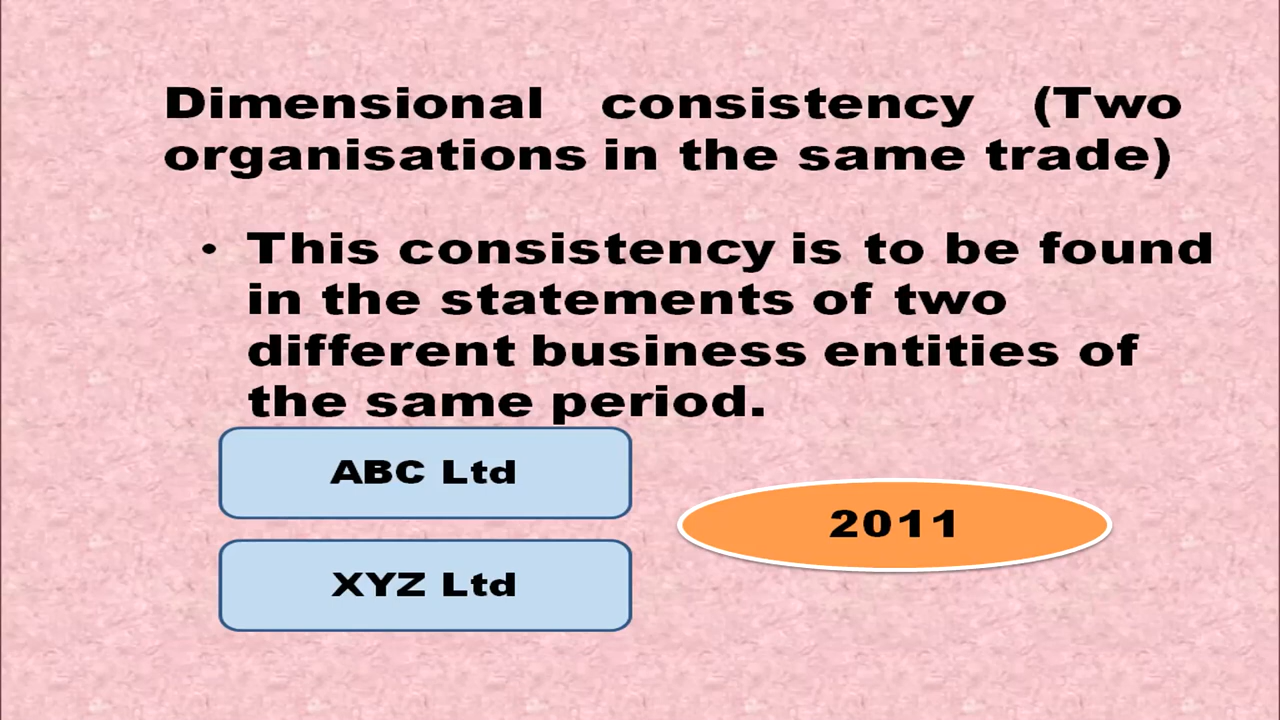 Dimensional consistency (Two
organisations in the same trade)
• This consistency is to be found
in the statements of two
different business entities of
the same period.
ABC Ltd
2011
XYZ Ltd